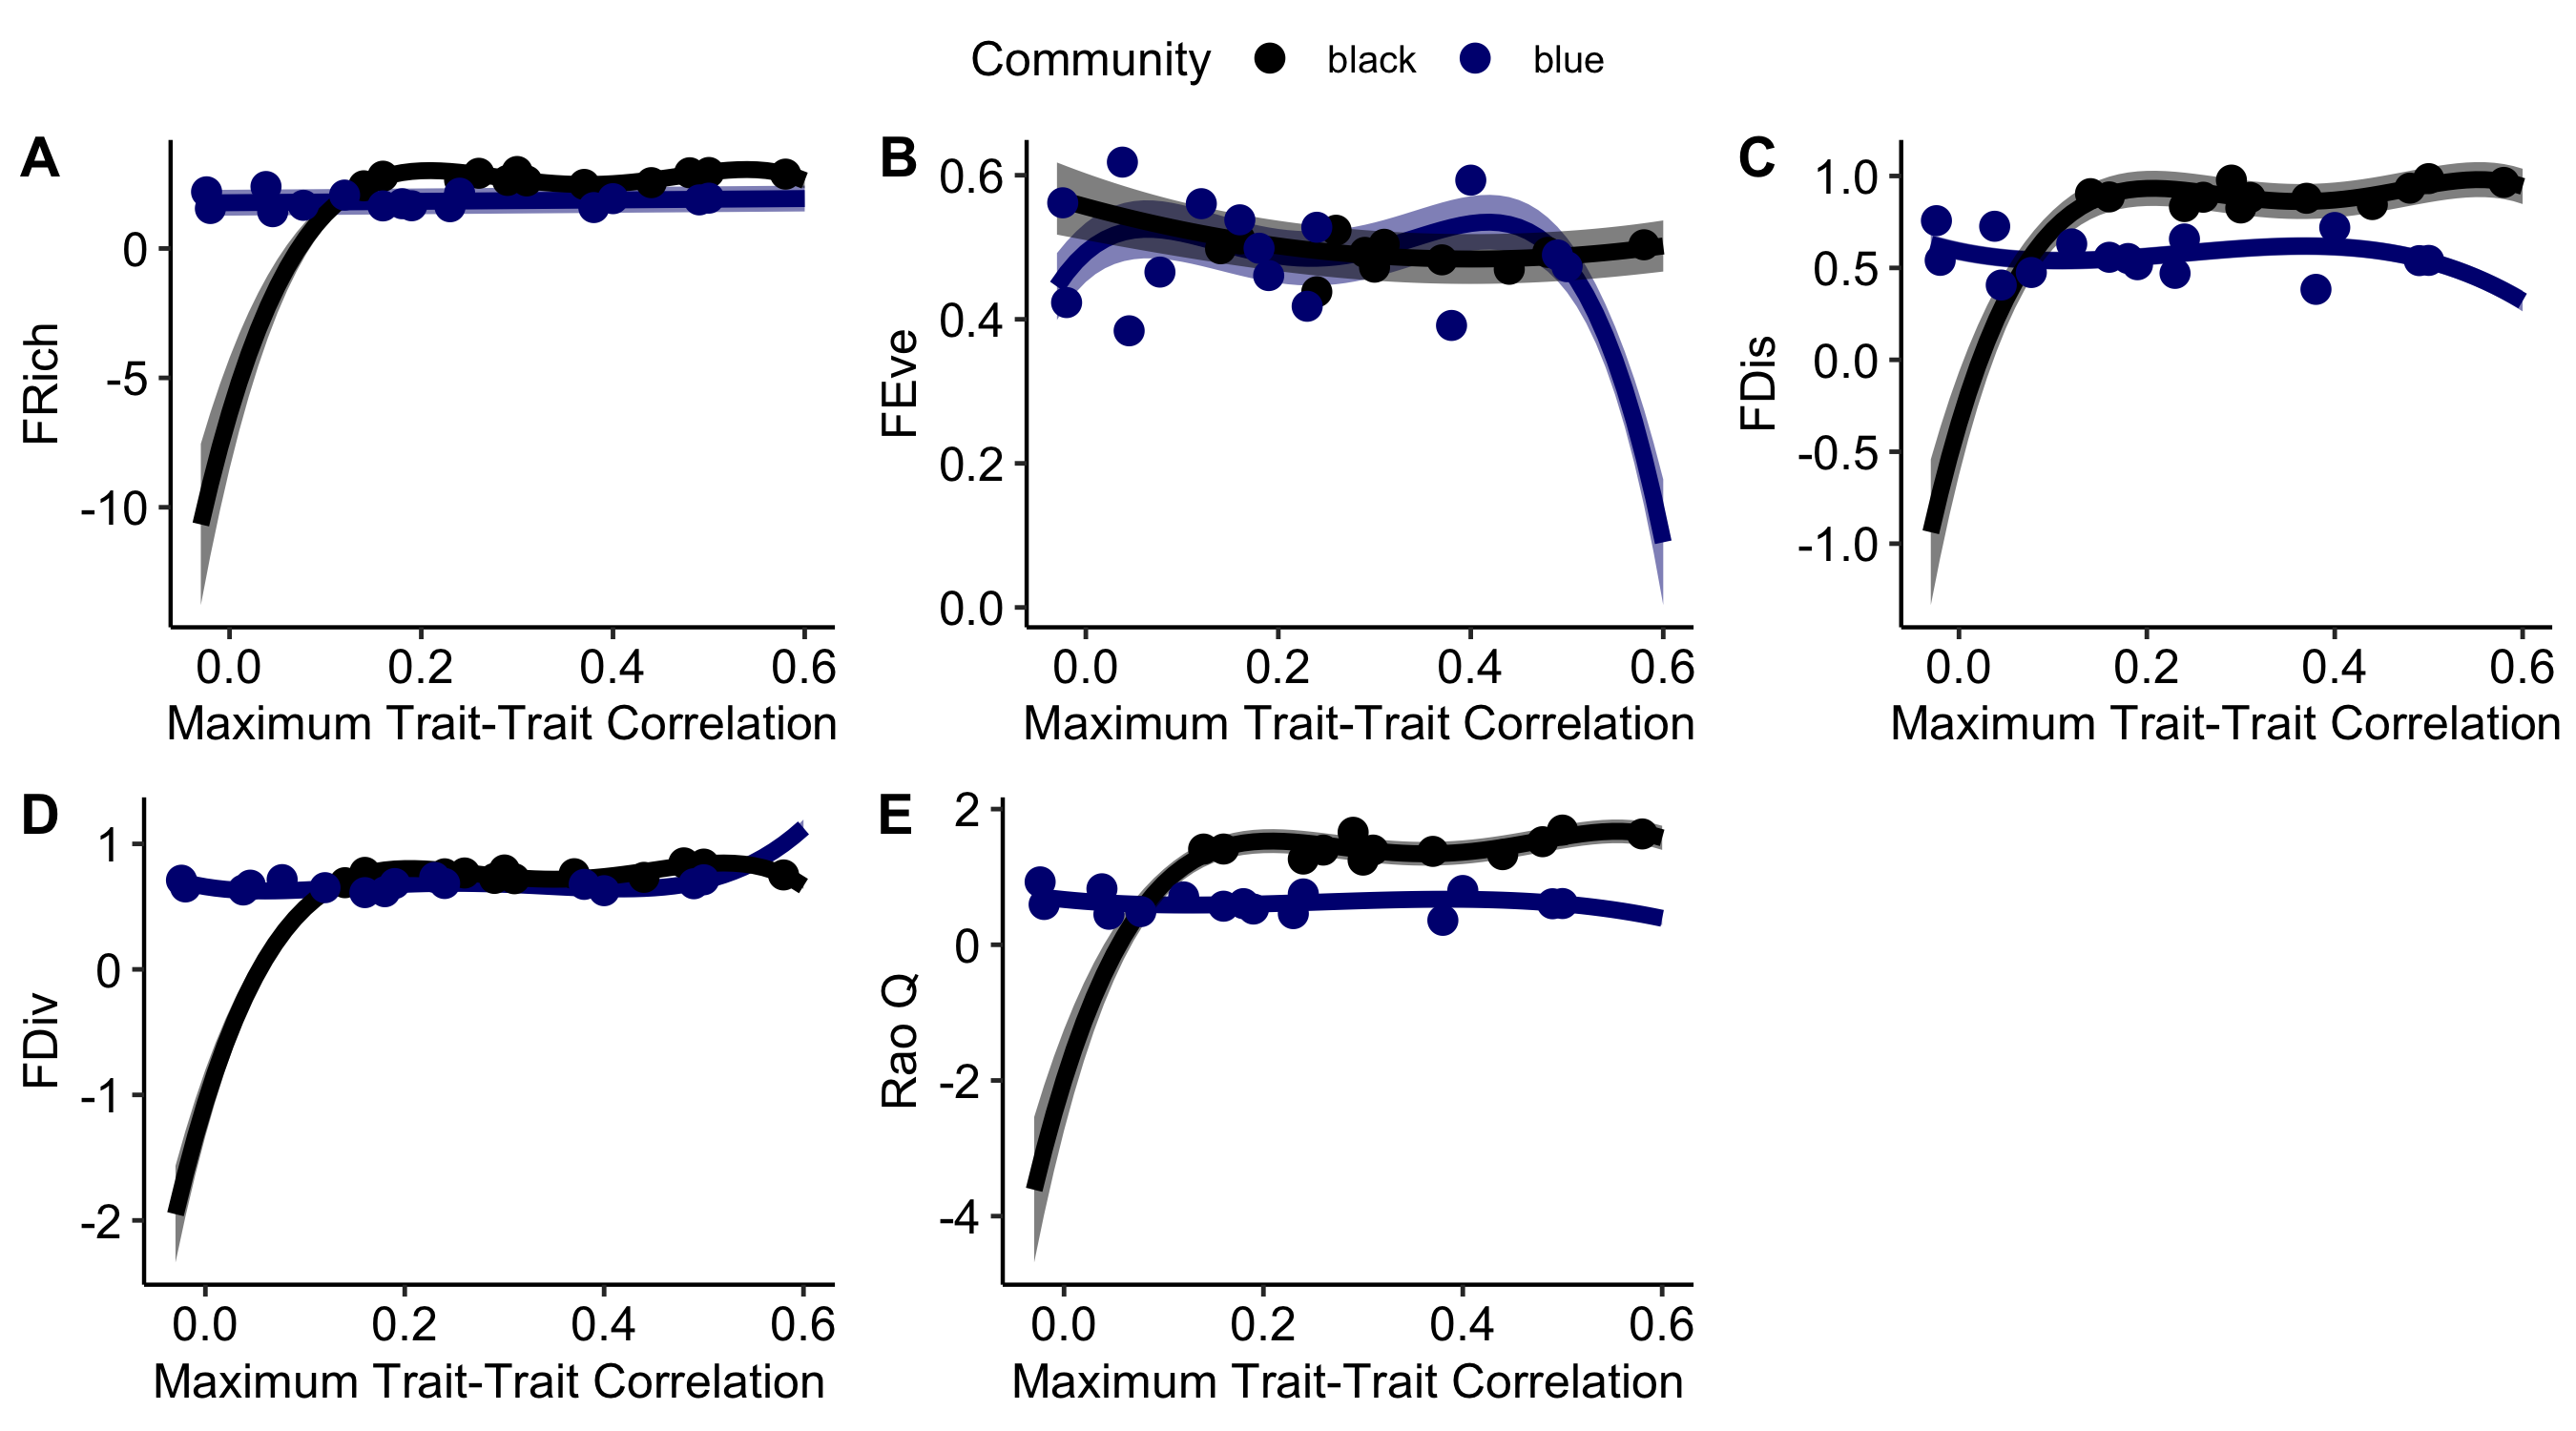 Community black blue
A
FRich
0
-5
-10
0.0 0.2 0.4 0.6
Maximum Trait-Trait Correlation
B
FEve
0.6
0.4
0.2
0.0
0.0 0.2 0.4 0.6
Maximum Trait-Trait Correlation
C
FDis
1.0
0.5
0.0
-0.5
-1.0
0.0 0.2 0.4 0.6
Maximum Trait-Trait Correlation
D
FDiv
1
0
-1
-2
0.0 0.2 0.4 0.6
Maximum Trait-Trait Correlation
E
Rao Q
2
0
-2
-4
0.0 0.2 0.4 0.6
Maximum Trait-Trait Correlation